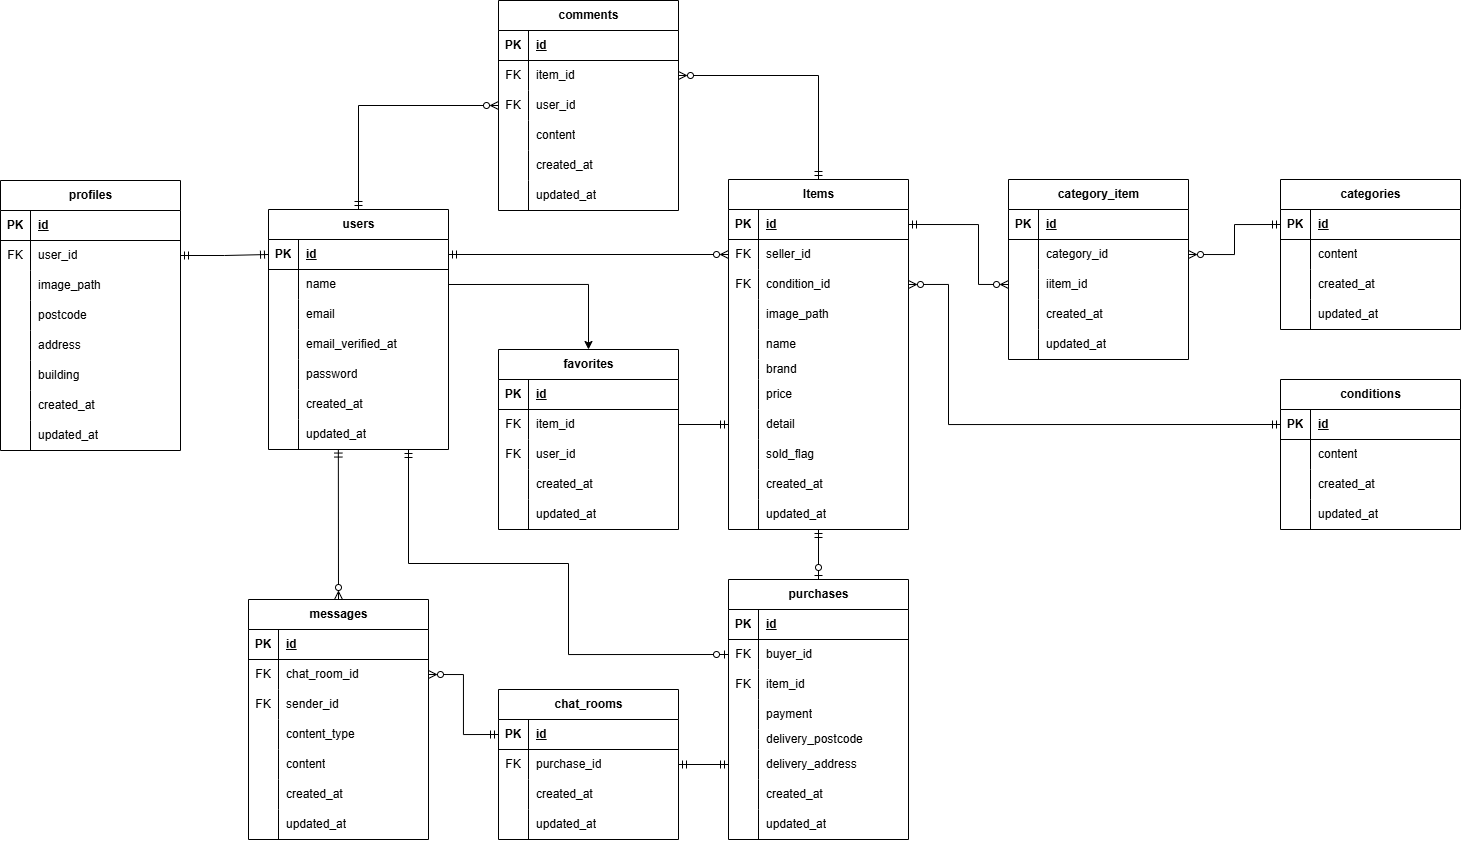 comments
PK id
FK item_id
FK user_id
content
created_at
updated_at
profiles
PK id
FK user_id
image_path
postcode
address
building
created_at
updated_at
users
PK id
name
email
email_verified_at
password
created_at
updated_at
Items
PK id
FK seller_id
FK condition_id
image_path
name
brand
price
detail
sold_flag
created_at
updated_at
category_item
PK id
category_id
iitem_id
created_at
updated_at
categories
PK id
content
created_at
updated_at
favorites
PK id
FK item_id
FK user_id
created_at
updated_at
conditions
PK id
content
created_at
updated_at
messages
PK id
FK chat_room_id
FK sender_id
content_type
content
created_at
updated_at
chat_rooms
PK id
FK purchase_id
created_at
updated_at
purchases
PK id
FK buyer_id
FK item_id
payment
delivery_postcode
delivery_address
created_at
updated_at